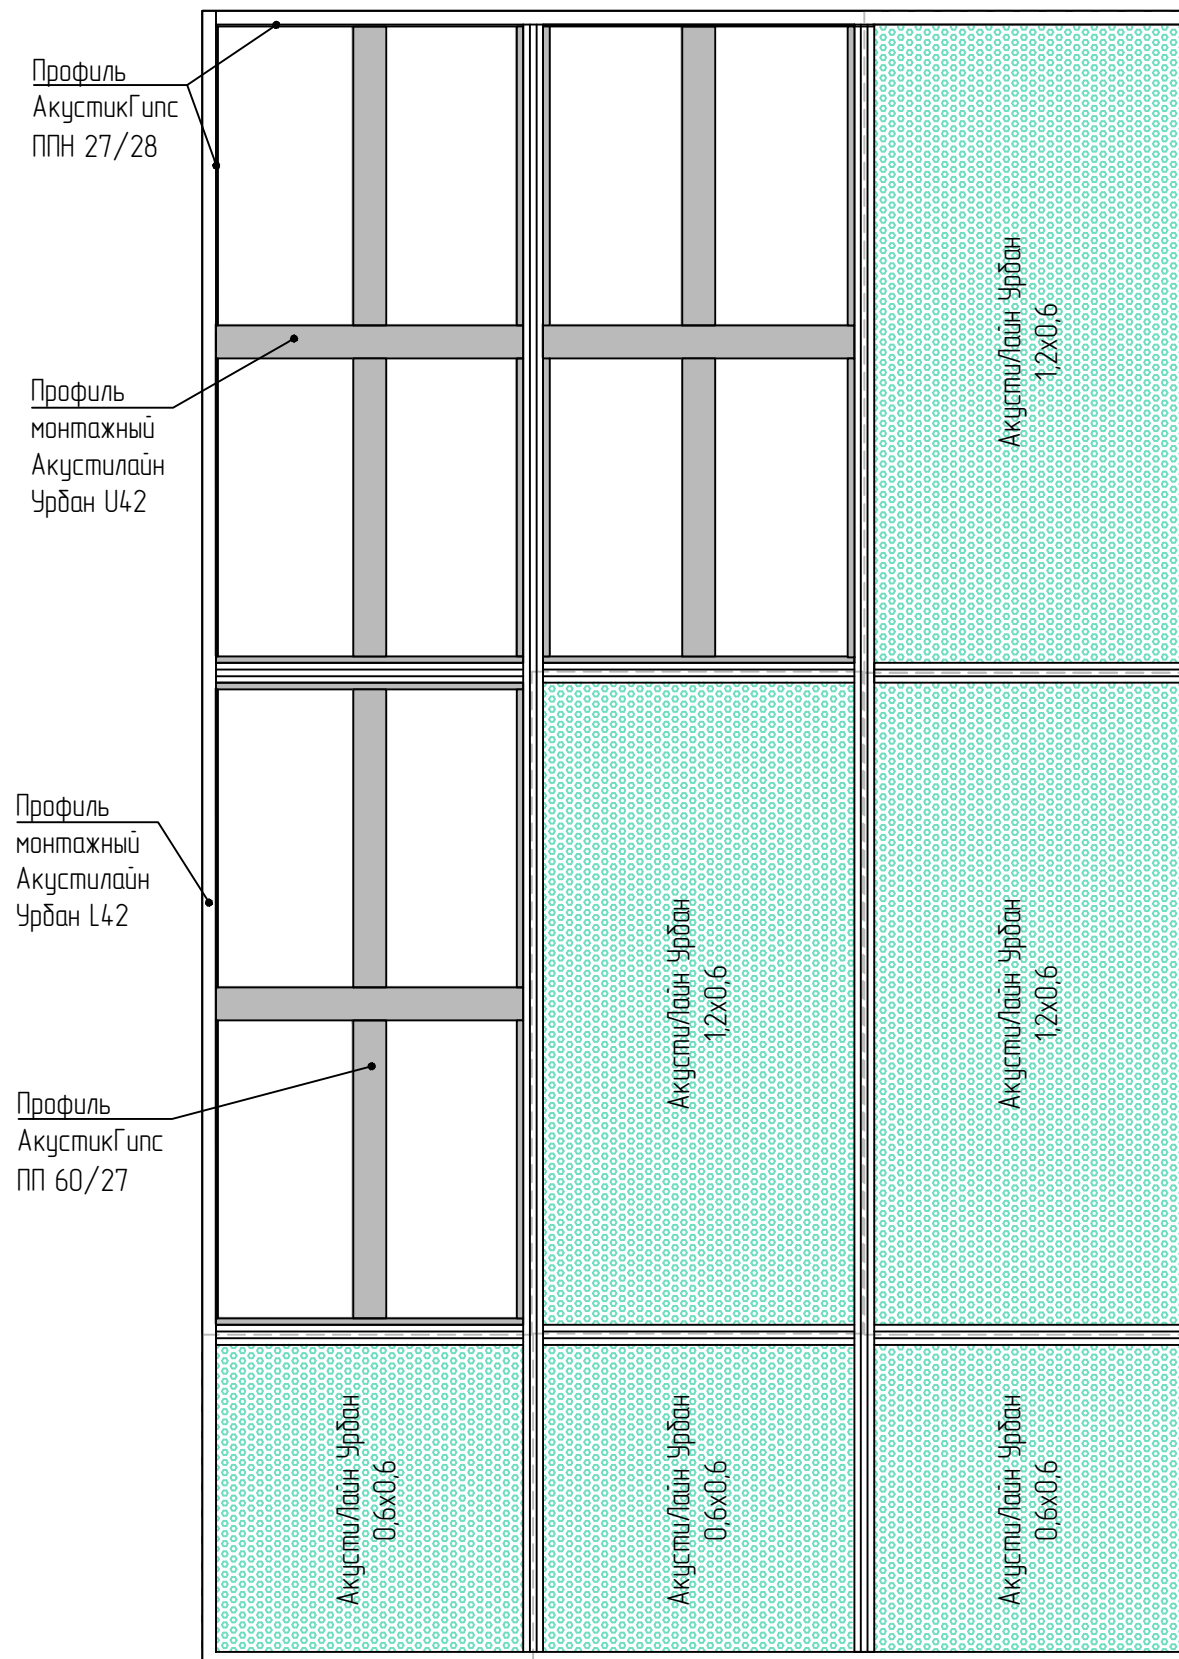 Профиль
АкустикГипс
ППН 27/28
Профиль
монтажный
Акустилайн
Урбан U42
Профиль
монтажный
Акустилайн
Урбан L42
Профиль
АкустикГипс
ПП 60/27
АкустиЛайн Урбан
1,2х0,6
АкустиЛайн Урбан
1,2х0,6
АкустиЛайн Урбан
1,2х0,6
АкустиЛайн Урбан
0,6х0,6
АкустиЛайн Урбан
0,6х0,6
АкустиЛайн Урбан
0,6х0,6